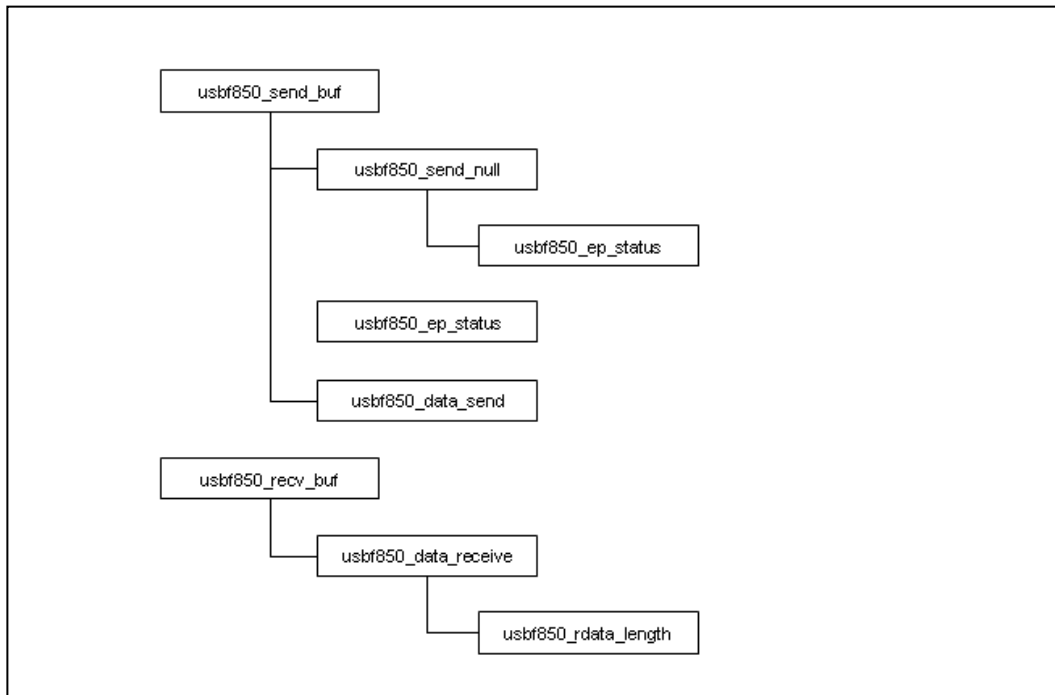 usbf850_send_buf
usbf850_send_null
usbf850_ep_status
usbf850_ep_status
usbf850_data_send
usbf850_recv_buf
usbf850_data_receive
usbf850_rdata_length